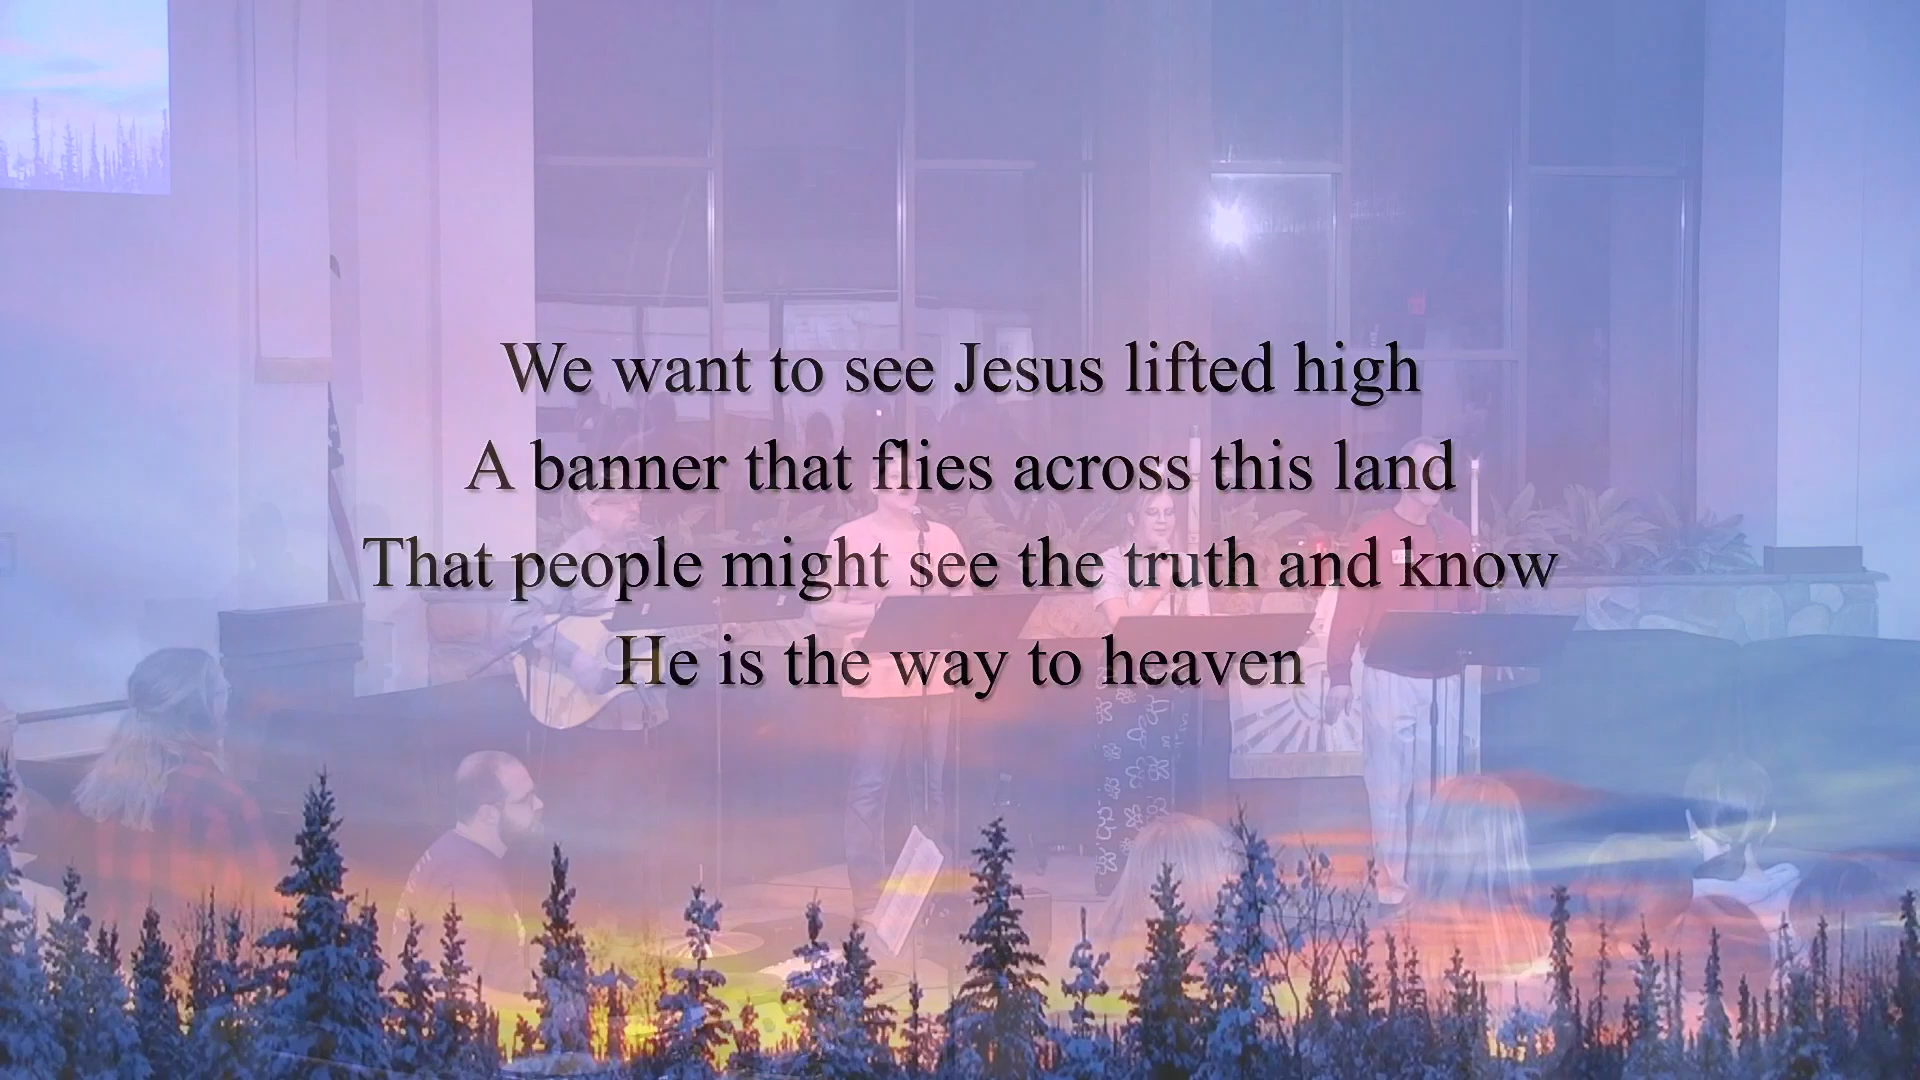 We want to see Jesus lifted high
A banner that flies across this land
That people might see the truth and know
He is the way to heaven